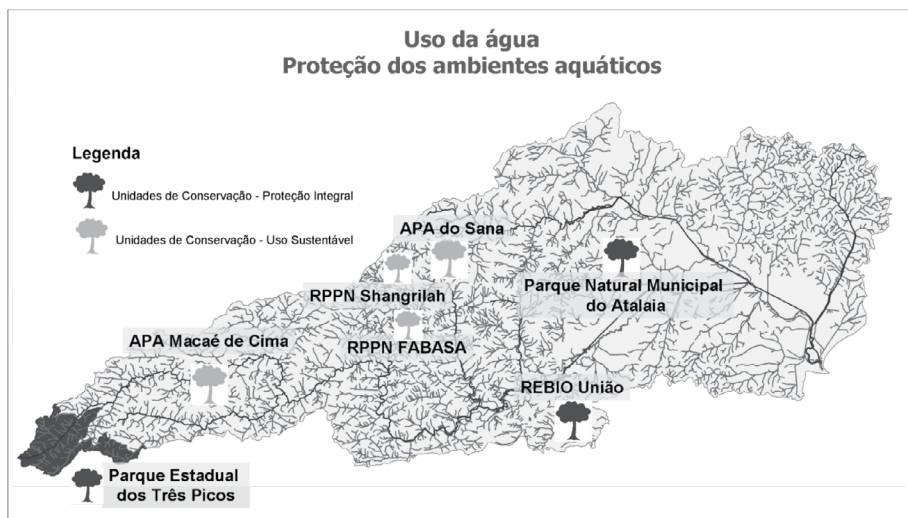 Uso da água
Proteção dos ambientes aquáticos
Legenda
Unidades de Conservação - Proteção Integral
Unidades de Conservação - Uso Sustentável
APA do Sana
RPPN Shangrilah
Parque Natural Municipal
do Atalaia
RPPN FABASA
APA Macaé de Cima
REBIO União
Parque Estadual
dos Três Picos